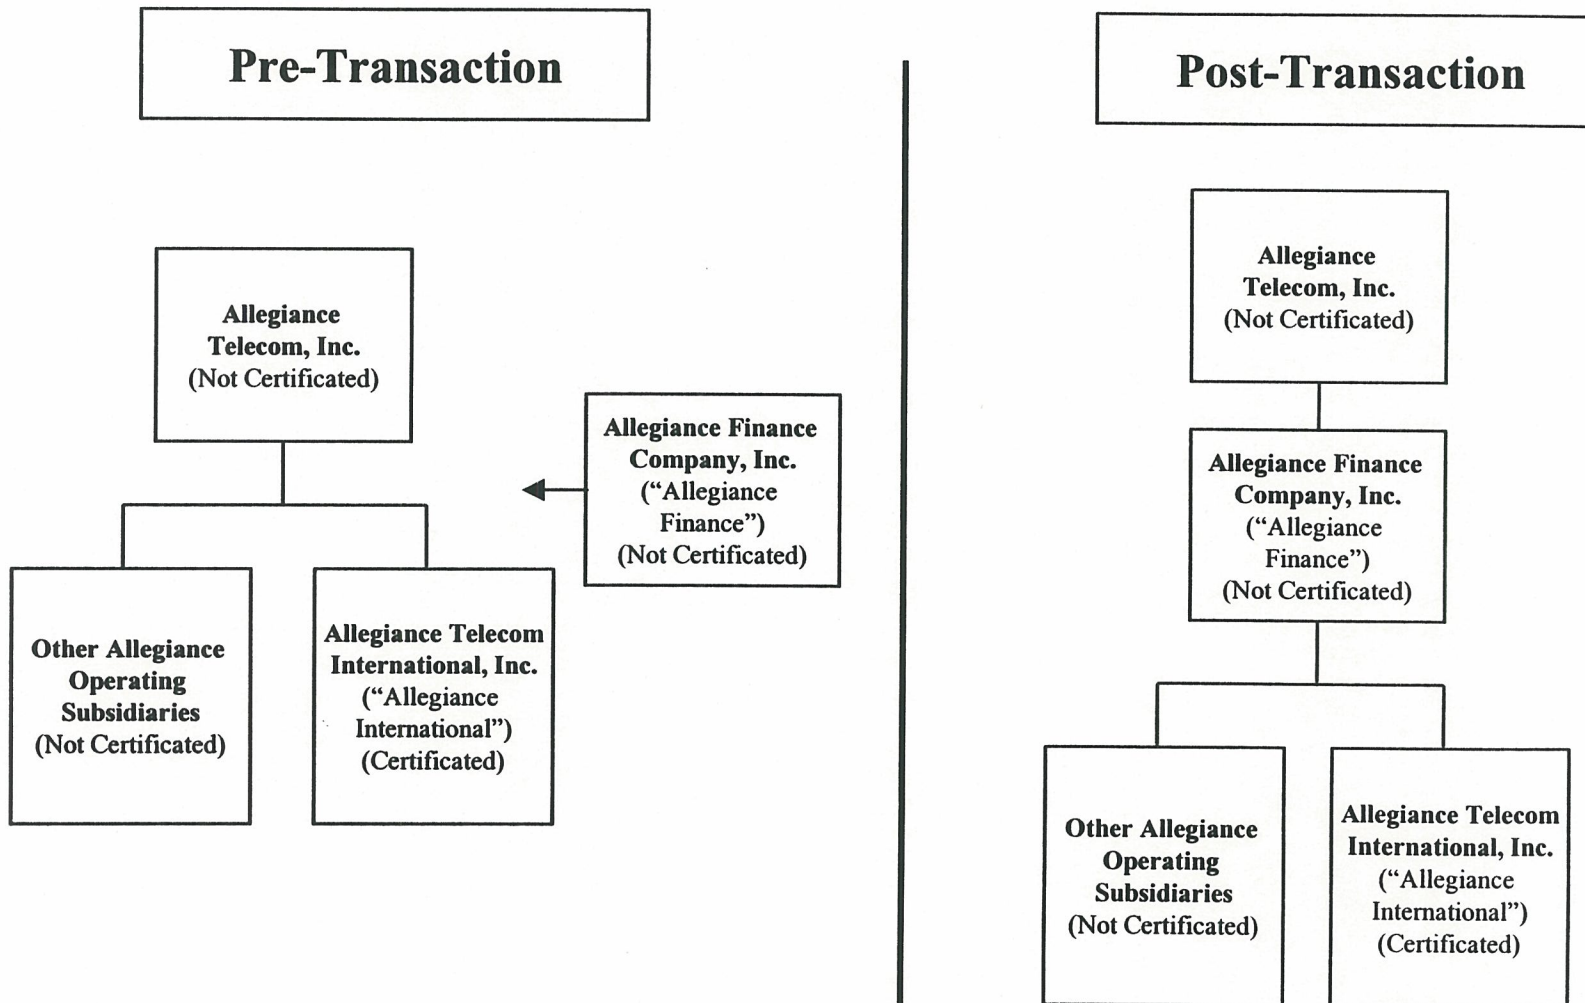 Pre-Transaction
Allegiance
Telecom, Inc.
(Not Certificated)
Allegiance Finance
Company, Inc.
(“Allegiance
Finance”)
(Not Certificated)
Other Allegiance
Operating
Subsidiaries
(Not Certificated)
Allegiance Telecom
International, Inc.
(“Allegiance
International”)
(Certificated)
Post-Transaction
Allegiance
Telecom, Inc.
(Not Certificated)
Allegiance Finance
Company, Inc.
(“Allegiance
Finance”)
(Not Certificated)
Other Allegiance
Operating
Subsidiaries
(Not Certificated)
Allegiance Telecom
International, Inc.
(“Allegiance
International”)
(Certificated)